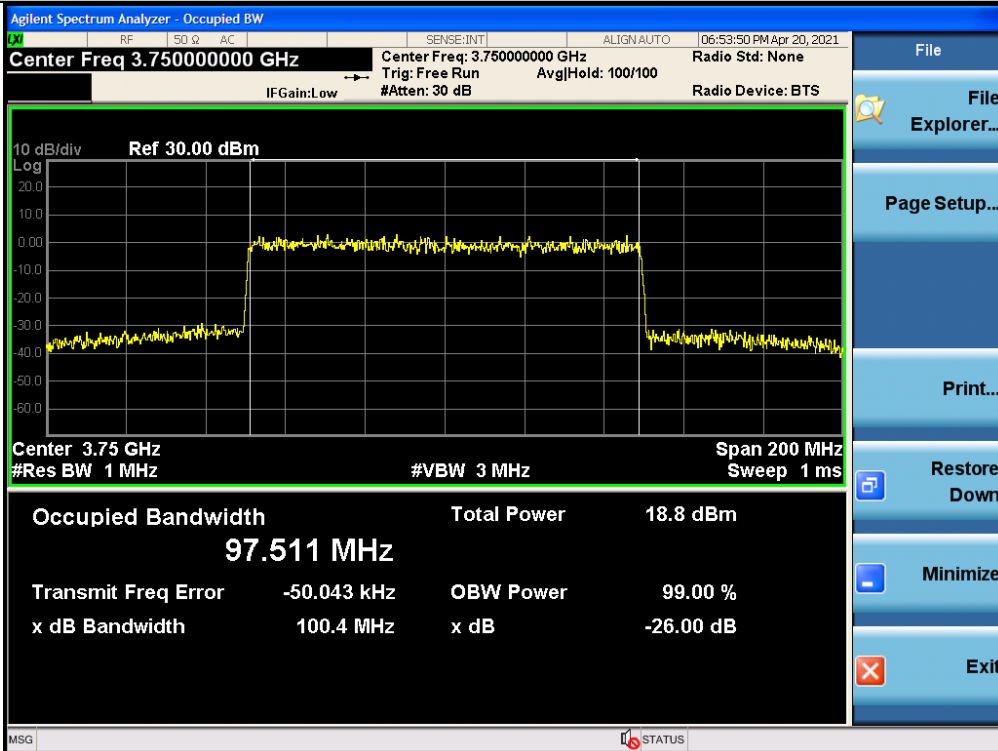 Agilent Spectrum Analyzer - Occupied BW
LXI RF 50 Ω AC SENSE:INT ALIGN AUTO 06:53:50 PM Apr 20, 2021
Center Freq 3.750000000 GHz
Center Freq: 3.750000000 GHz Radio Std: None
Trig: Free Run Avg|Hold: 100/100
IFGain:Low #Atten: 30 dB Radio Device: BTS
10 dB/div Ref 30.00 dBm
Log
20.0
10.0
0.00
-10.0
-20.0
-30.0
-40.0
-50.0
-60.0
Center 3.75 GHz Span 200 MHz
#Res BW 1 MHz #VBW 3 MHz Sweep 1 ms
Occupied Bandwidth Total Power 18.8 dBm
97.511 MHz
Transmit Freq Error -50.043 kHz OBW Power 99.00 %
x dB Bandwidth 100.4 MHz x dB -26.00 dB
MSG STATUS
File
File
Explorer...
Page Setup...
Print...
Restore
Down
Minimize
Exit